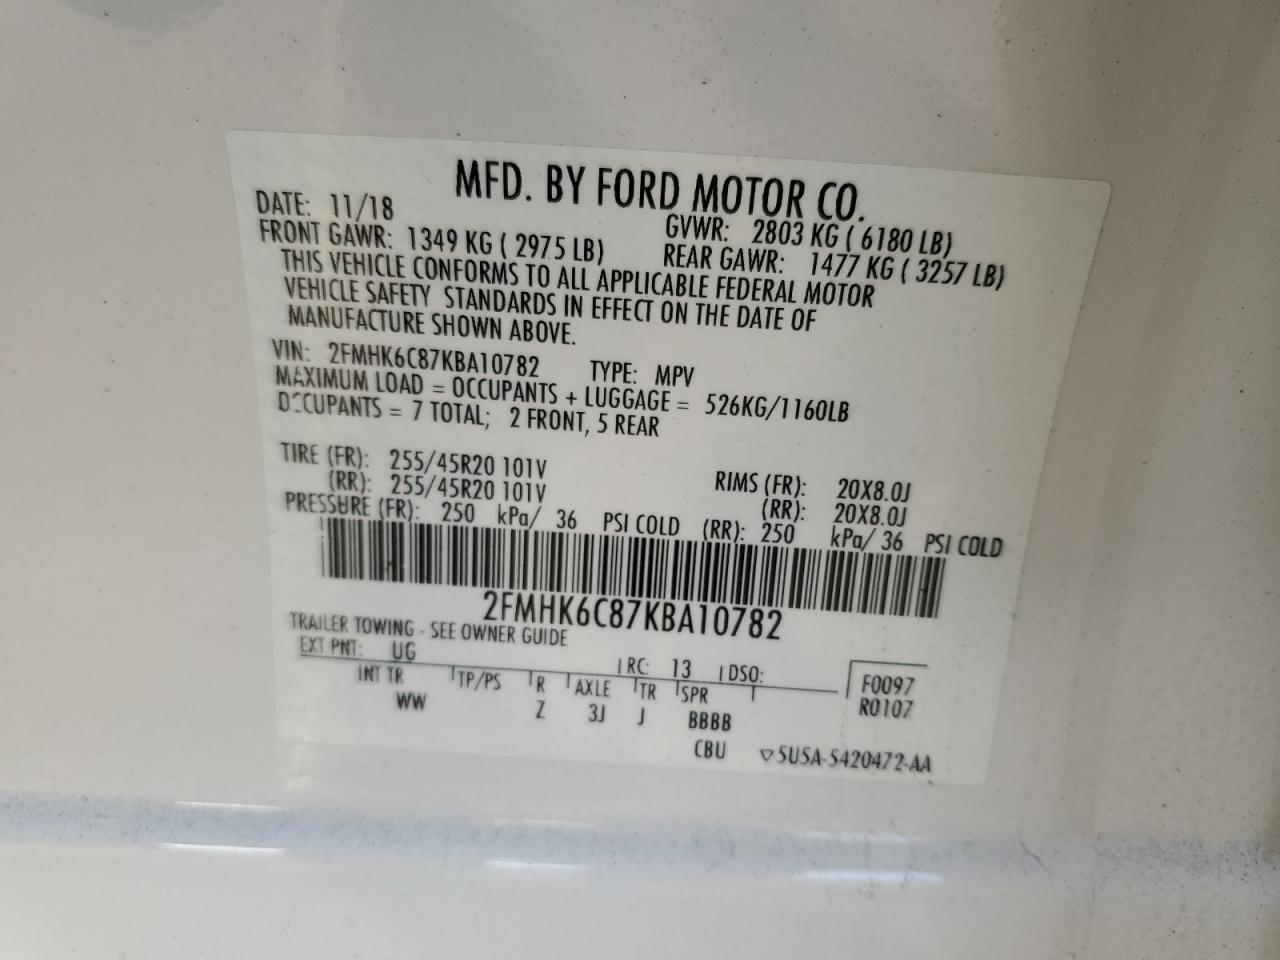 MFD. BY FORD MOTOR CO.
DATE: 11/18 GVWR: 2803 KG ( 6180 LB)
FRONT GAWR: 1349 KG ( 2975 LB) REAR GAWR: 1477 KG ( 3257 LB)
THIS VEHICLE CONFORMS TO ALL APPLICABLE FEDERAL MOTOR
VEHICLE SAFETY STANDARDS IN EFFECT ON THE DATE OF
MANUFACTURE SHOWN ABOVE.
VIN: 2FMHK6C87KBA10782 TYPE: MPV
MAXIMUM LOAD = OCCUPANTS + LUGGAGE = 526KG/1160LB
OCCUPANTS = 7 TOTAL; 2 FRONT, 5 REAR
TIRE (FR): 255/45R20 101V RIMS (FR): 20X8.0J
(RR): 255/45R20 101V (RR): 20X8.0J
PRESSURE (FR): 250 kPa/ 36 PSI COLD (RR): 250 kPa/ 36 PSI COLD
2FMHK6C87KBA10782
TRAILER TOWING - SEE OWNER GUIDE
EXT PNT: UG RC: 13 DSO: F0097
INT TR TP/PS R AXLE TR SPR R0107
WW Z 3J J BBBB
CBU ▽5U5A-5420472-AA